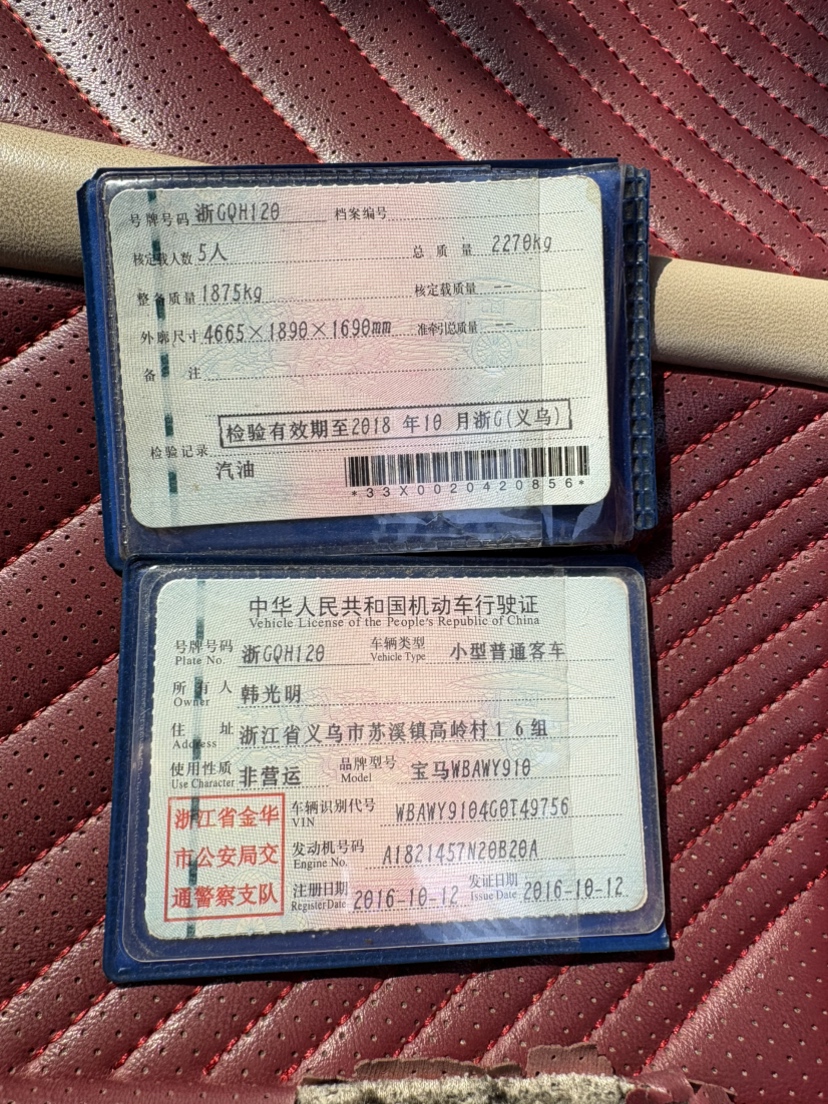 号牌号码 浙GQH120 档案编号
核定载人数 5人 总质量 2270kg
整备质量 1875kg 核定载质量 --
外廓尺寸 4665×1890×1690mm 准牵引总质量 --
备注
检验有效期至2018年10月浙G(义乌)
检验记录
汽油
*33X0020420856*
中华人民共和国机动车行驶证
Vehicle License of the People's Republic of China
号牌号码 浙GQH120 车辆类型 小型普通客车
Plate No. Vehicle Type
所有人 韩光明
Owner
住址 浙江省义乌市苏溪镇高岭村16组
Address
使用性质 非营运 品牌型号 宝马WBAWY910
Use Character Model
浙江省金华 车辆识别代号 WBAWY9104G0T49756
VIN
市公安局交 发动机号码 A1821457N20B20A
Engine No.
通警察支队 注册日期 2016-10-12 发证日期 2016-10-12
Register Date Issue Date